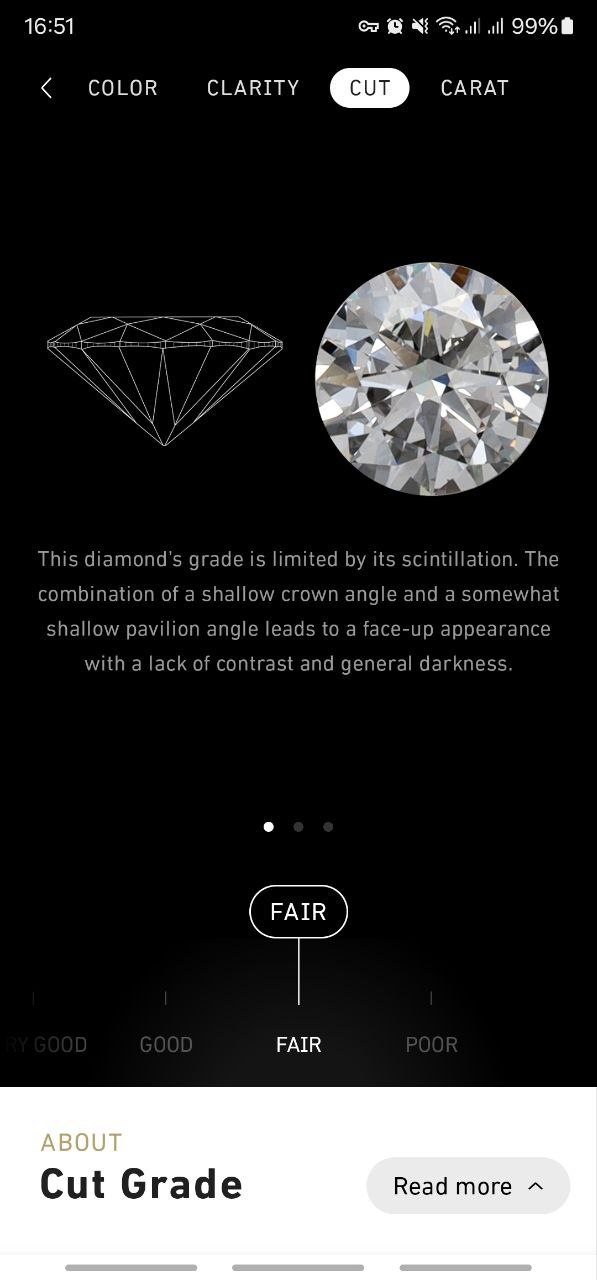 16:51 99%
COLOR CLARITY CUT CARAT
This diamond's grade is limited by its scintillation. The
combination of a shallow crown angle and a somewhat
shallow pavilion angle leads to a face-up appearance
with a lack of contrast and general darkness.
FAIR
RY GOOD GOOD FAIR POOR
ABOUT
Cut Grade
Read more